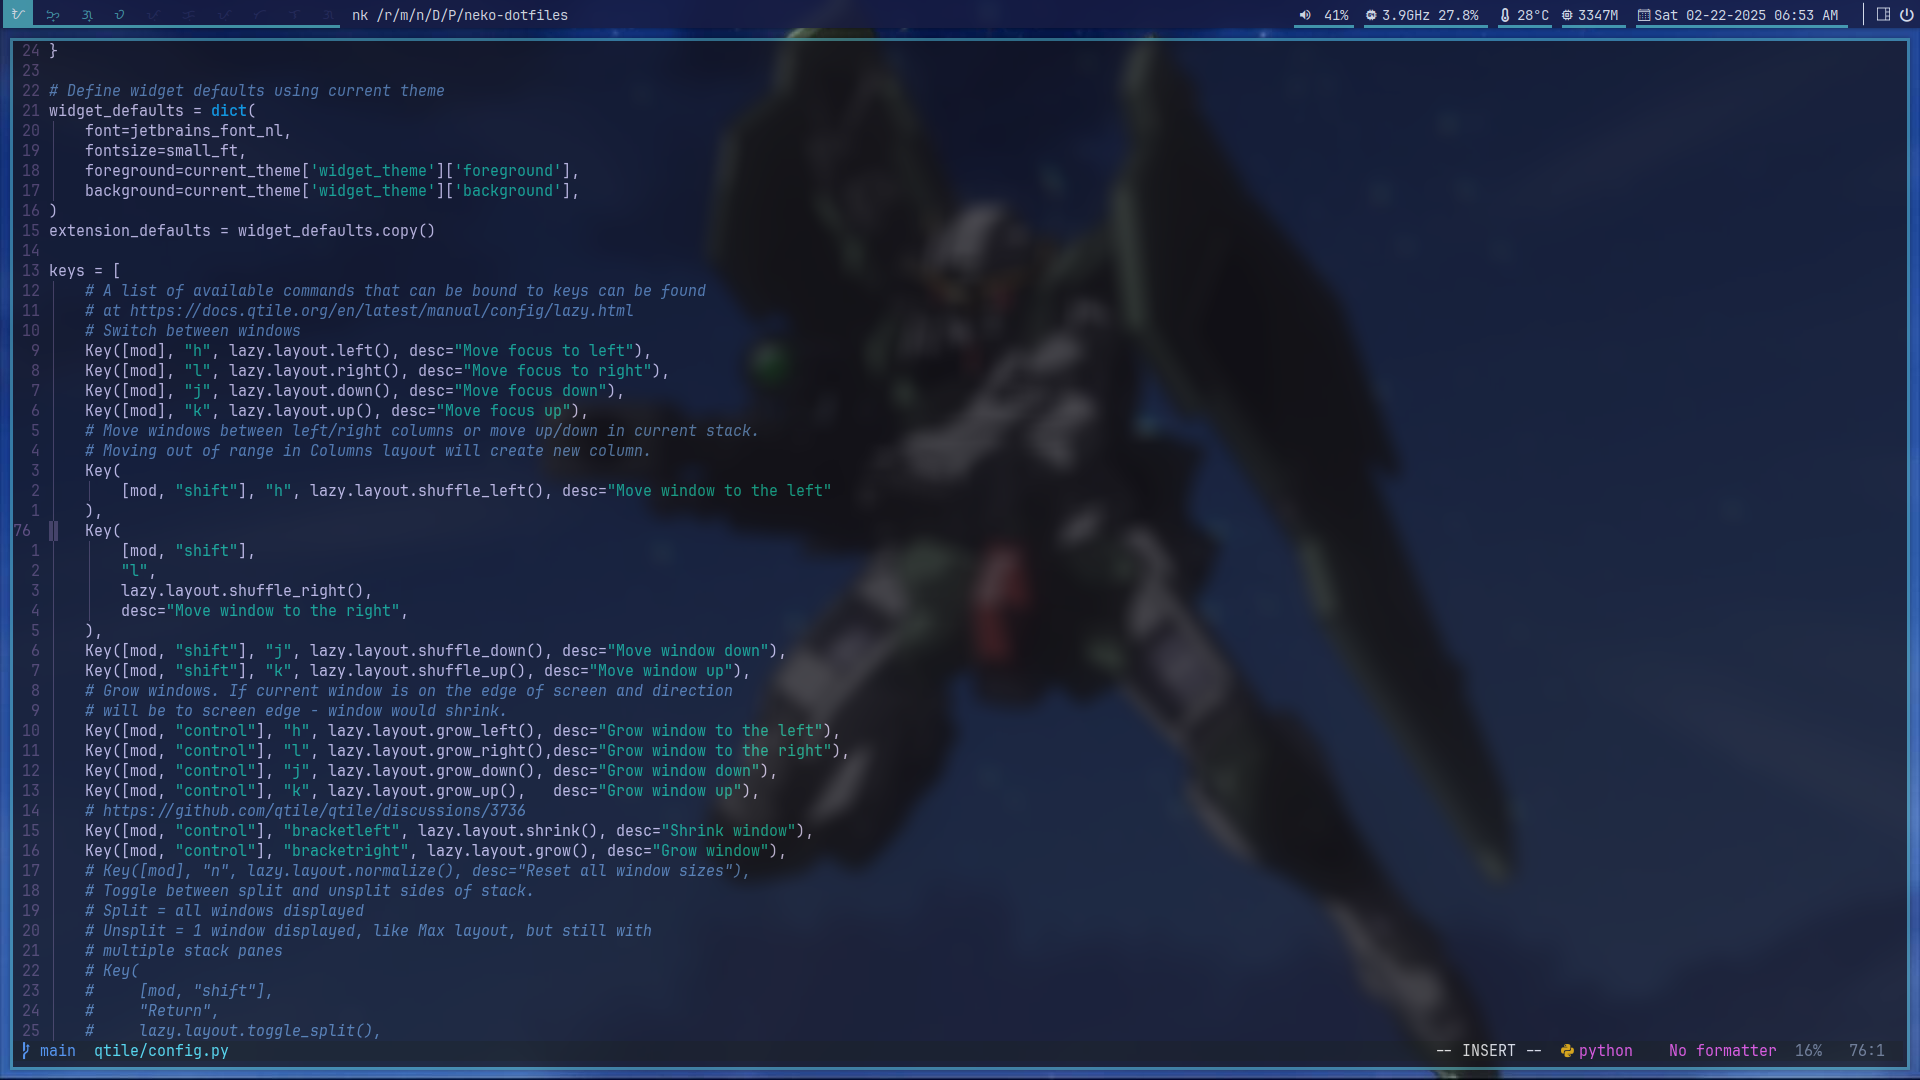 nk /r/m/n/D/P/neko-dotfiles 41% 3.9GHz 27.8% 28°C 3347M Sat 02-22-2025 06:53 AM
24 }
23
22 # Define widget defaults using current theme
21 widget_defaults = dict(
20     font=jetbrains_font_nl,
19     fontsize=small_ft,
18     foreground=current_theme['widget_theme']['foreground'],
17     background=current_theme['widget_theme']['background'],
16 )
15 extension_defaults = widget_defaults.copy()
14
13 keys = [
12     # A list of available commands that can be bound to keys can be found
11     # at https://docs.qtile.org/en/latest/manual/config/lazy.html
10     # Switch between windows
9     Key([mod], "h", lazy.layout.left(), desc="Move focus to left"),
8     Key([mod], "l", lazy.layout.right(), desc="Move focus to right"),
7     Key([mod], "j", lazy.layout.down(), desc="Move focus down"),
6     Key([mod], "k", lazy.layout.up(), desc="Move focus up"),
5     # Move windows between left/right columns or move up/down in current stack.
4     # Moving out of range in Columns layout will create new column.
3     Key(
2         [mod, "shift"], "h", lazy.layout.shuffle_left(), desc="Move window to the left"
1     ),
76     Key(
1         [mod, "shift"],
2         "l",
3         lazy.layout.shuffle_right(),
4         desc="Move window to the right",
5     ),
6     Key([mod, "shift"], "j", lazy.layout.shuffle_down(), desc="Move window down"),
7     Key([mod, "shift"], "k", lazy.layout.shuffle_up(), desc="Move window up"),
8     # Grow windows. If current window is on the edge of screen and direction
9     # will be to screen edge - window would shrink.
10     Key([mod, "control"], "h", lazy.layout.grow_left(), desc="Grow window to the left"),
11     Key([mod, "control"], "l", lazy.layout.grow_right(),desc="Grow window to the right"),
12     Key([mod, "control"], "j", lazy.layout.grow_down(), desc="Grow window down"),
13     Key([mod, "control"], "k", lazy.layout.grow_up(),   desc="Grow window up"),
14     # https://github.com/qtile/qtile/discussions/3736
15     Key([mod, "control"], "bracketleft", lazy.layout.shrink(), desc="Shrink window"),
16     Key([mod, "control"], "bracketright", lazy.layout.grow(), desc="Grow window"),
17     # Key([mod], "n", lazy.layout.normalize(), desc="Reset all window sizes"),
18     # Toggle between split and unsplit sides of stack.
19     # Split = all windows displayed
20     # Unsplit = 1 window displayed, like Max layout, but still with
21     # multiple stack panes
22     # Key(
23     #     [mod, "shift"],
24     #     "Return",
25     #     lazy.layout.toggle_split(),
main qtile/config.py -- INSERT -- python No formatter 16% 76:1